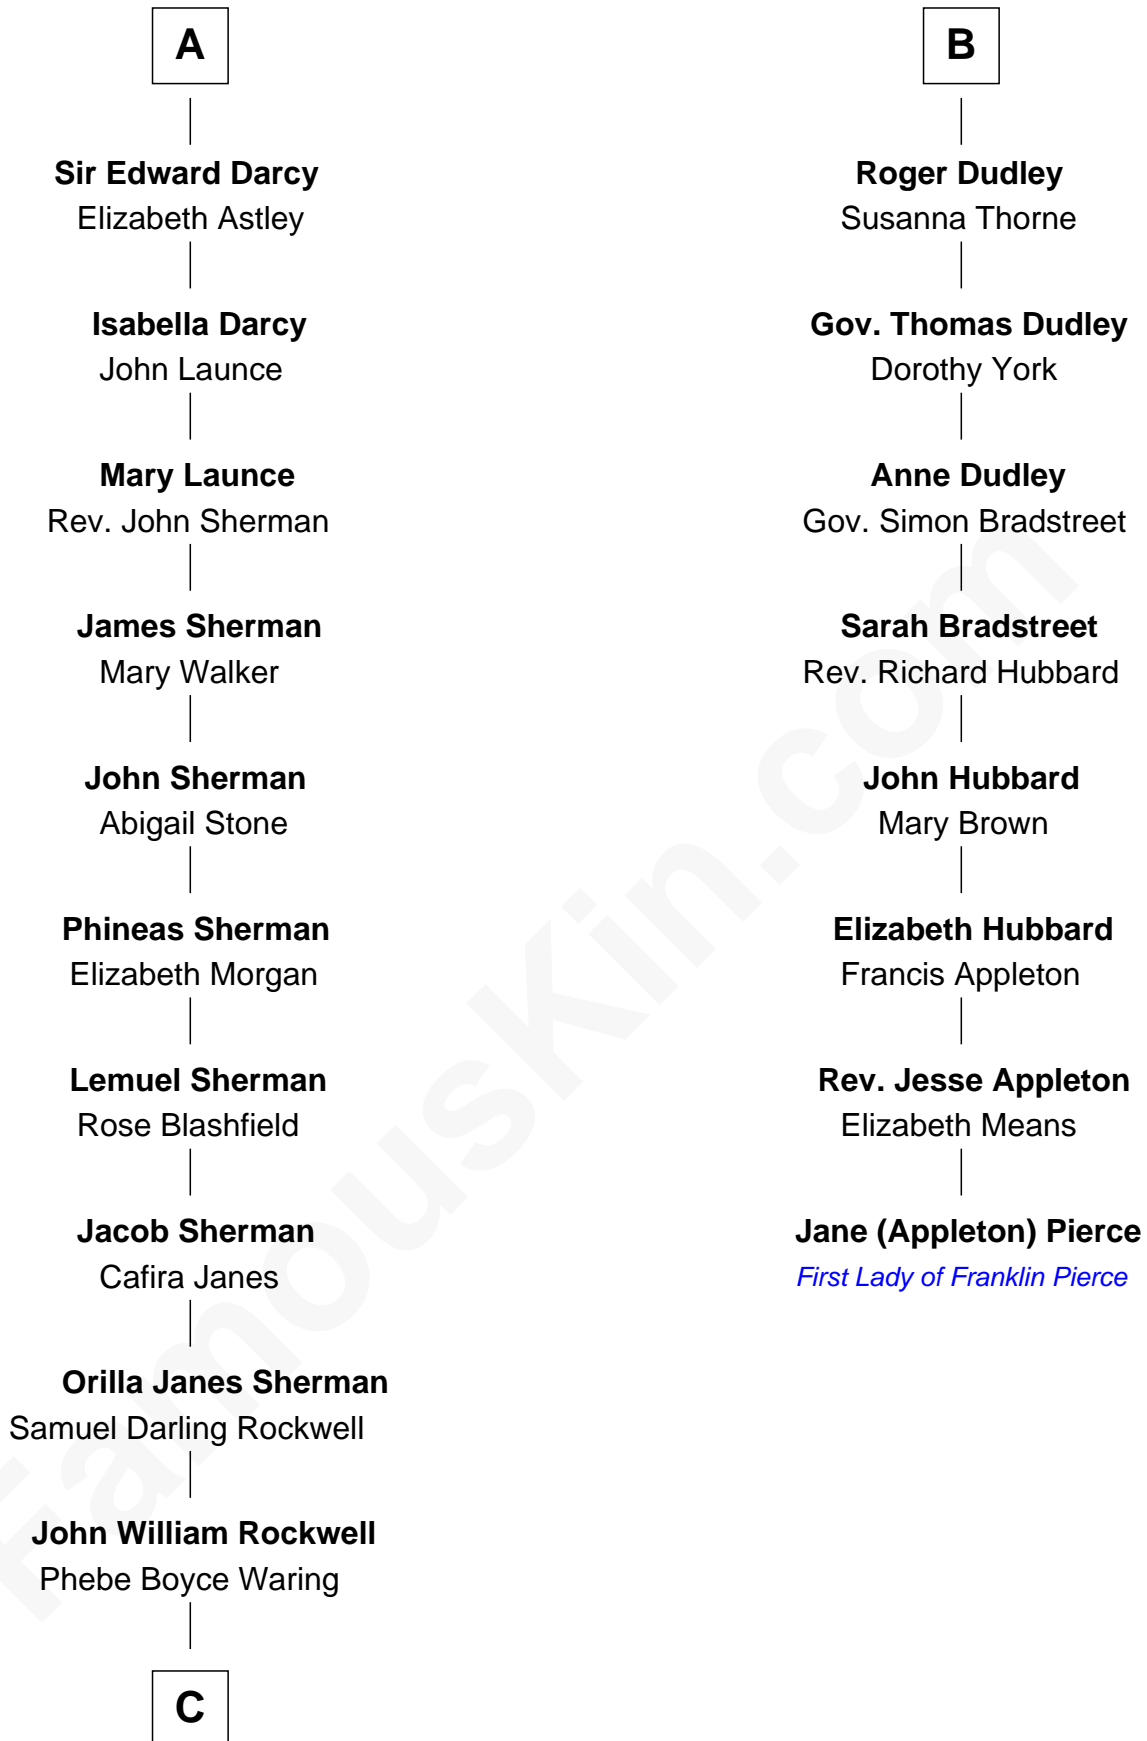 A
Sir Edward Darcy
Elizabeth Astley
Isabella Darcy
John Launce
Mary Launce
Rev. John Sherman
James Sherman
Mary Walker
John Sherman
Abigail Stone
Phineas Sherman
Elizabeth Morgan
Lemuel Sherman
Rose Blashfield
Jacob Sherman
Cafira Janes
Orilla Janes Sherman
Samuel Darling Rockwell
John William Rockwell
Phebe Boyce Waring
C
B
Roger Dudley
Susanna Thorne
Gov. Thomas Dudley
Dorothy York
Anne Dudley
Gov. Simon Bradstreet
Sarah Bradstreet
Rev. Richard Hubbard
John Hubbard
Mary Brown
Elizabeth Hubbard
Francis Appleton
Rev. Jesse Appleton
Elizabeth Means
Jane (Appleton) Pierce
First Lady of Franklin Pierce
FamousKin.com